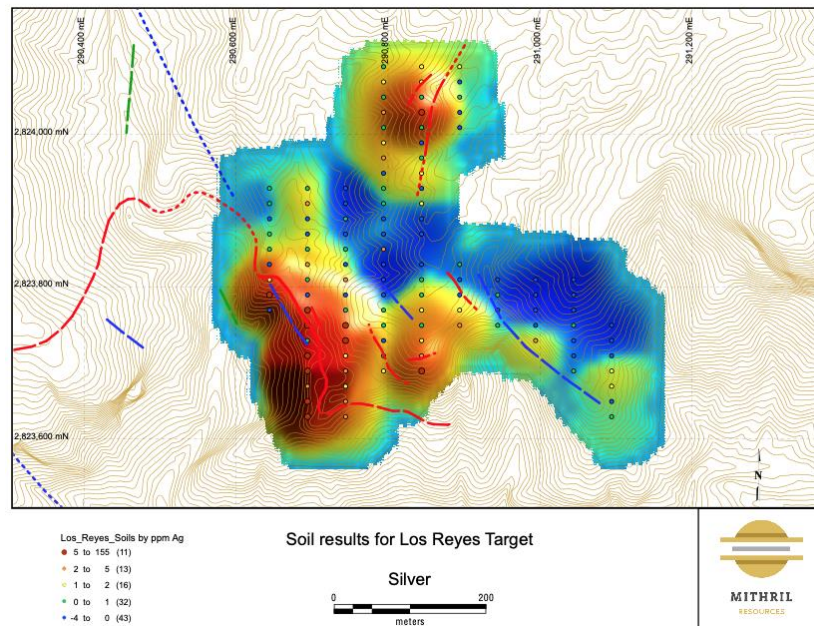 290,400 mE
290,600 mE
290,800 mE
291,000 mE
291,200 mE
2,824,000 mN
2,823,800 mN
2,823,600 mN
N
Los_Reyes_Soils by ppm Ag
5 to 155 (11)
2 to 5 (13)
1 to 2 (16)
0 to 1 (32)
-4 to 0 (43)
Soil results for Los Reyes Target
Silver
0
200
meters
MITHRIL
RESOURCES